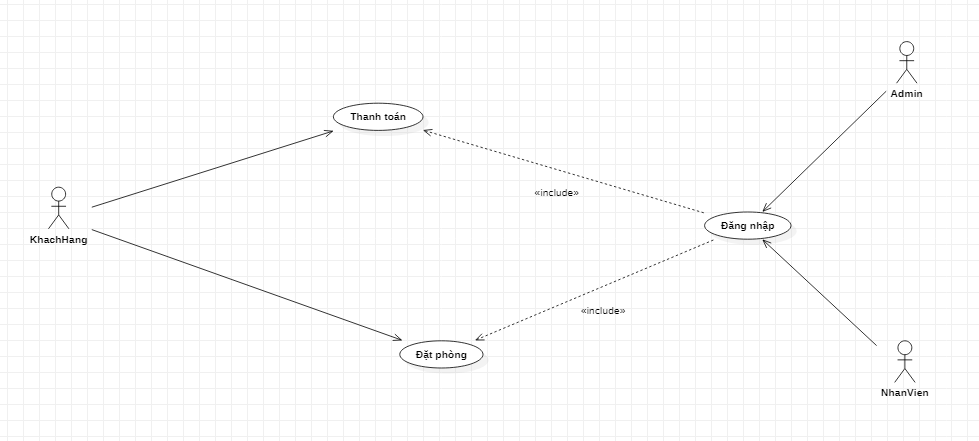 Admin
Thanh toán
«include»
KhachHang
Đăng nhập
«include»
Đặt phòng
NhanVien